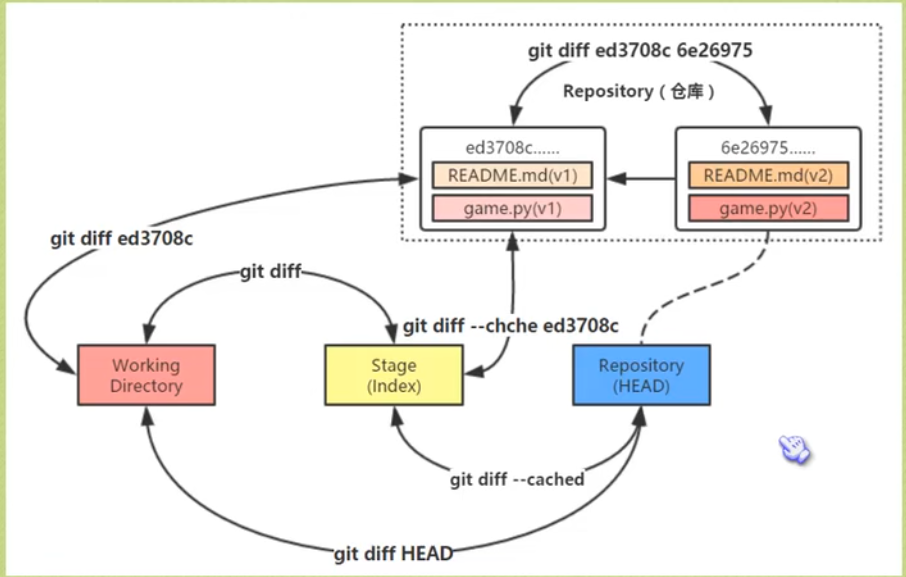 git diff ed3708c 6e26975
Repository（仓库）
ed3708c......
README.md(v1)
game.py(v1)
6e26975......
README.md(v2)
game.py(v2)
git diff ed3708c
git diff
git diff --chche ed3708c
Working
Directory
Stage
(Index)
Repository
(HEAD)
git diff --cached
git diff HEAD